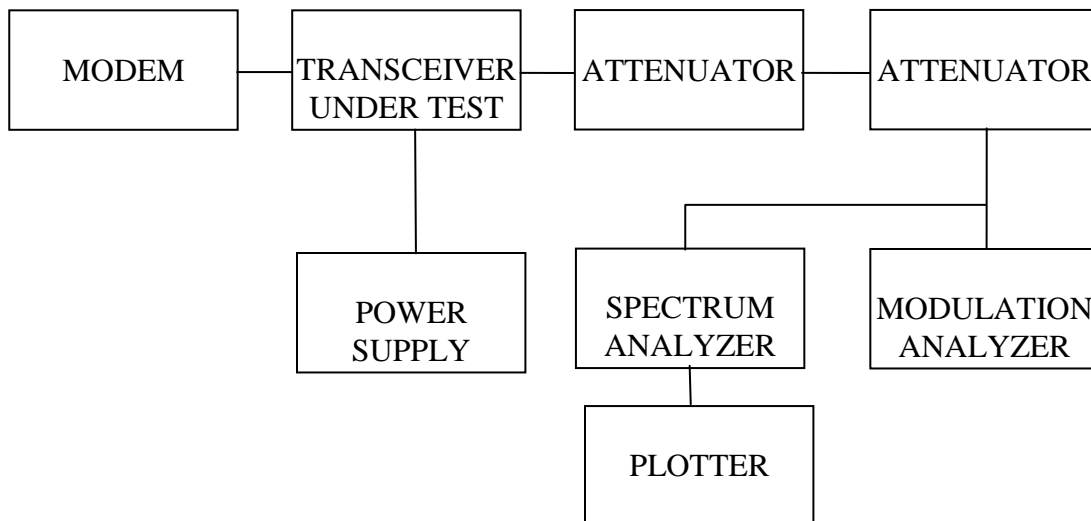 MODEM
TRANSCEIVER
UNDER TEST
ATTENUATOR
ATTENUATOR
POWER
SUPPLY
SPECTRUM
ANALYZER
MODULATION
ANALYZER
PLOTTER